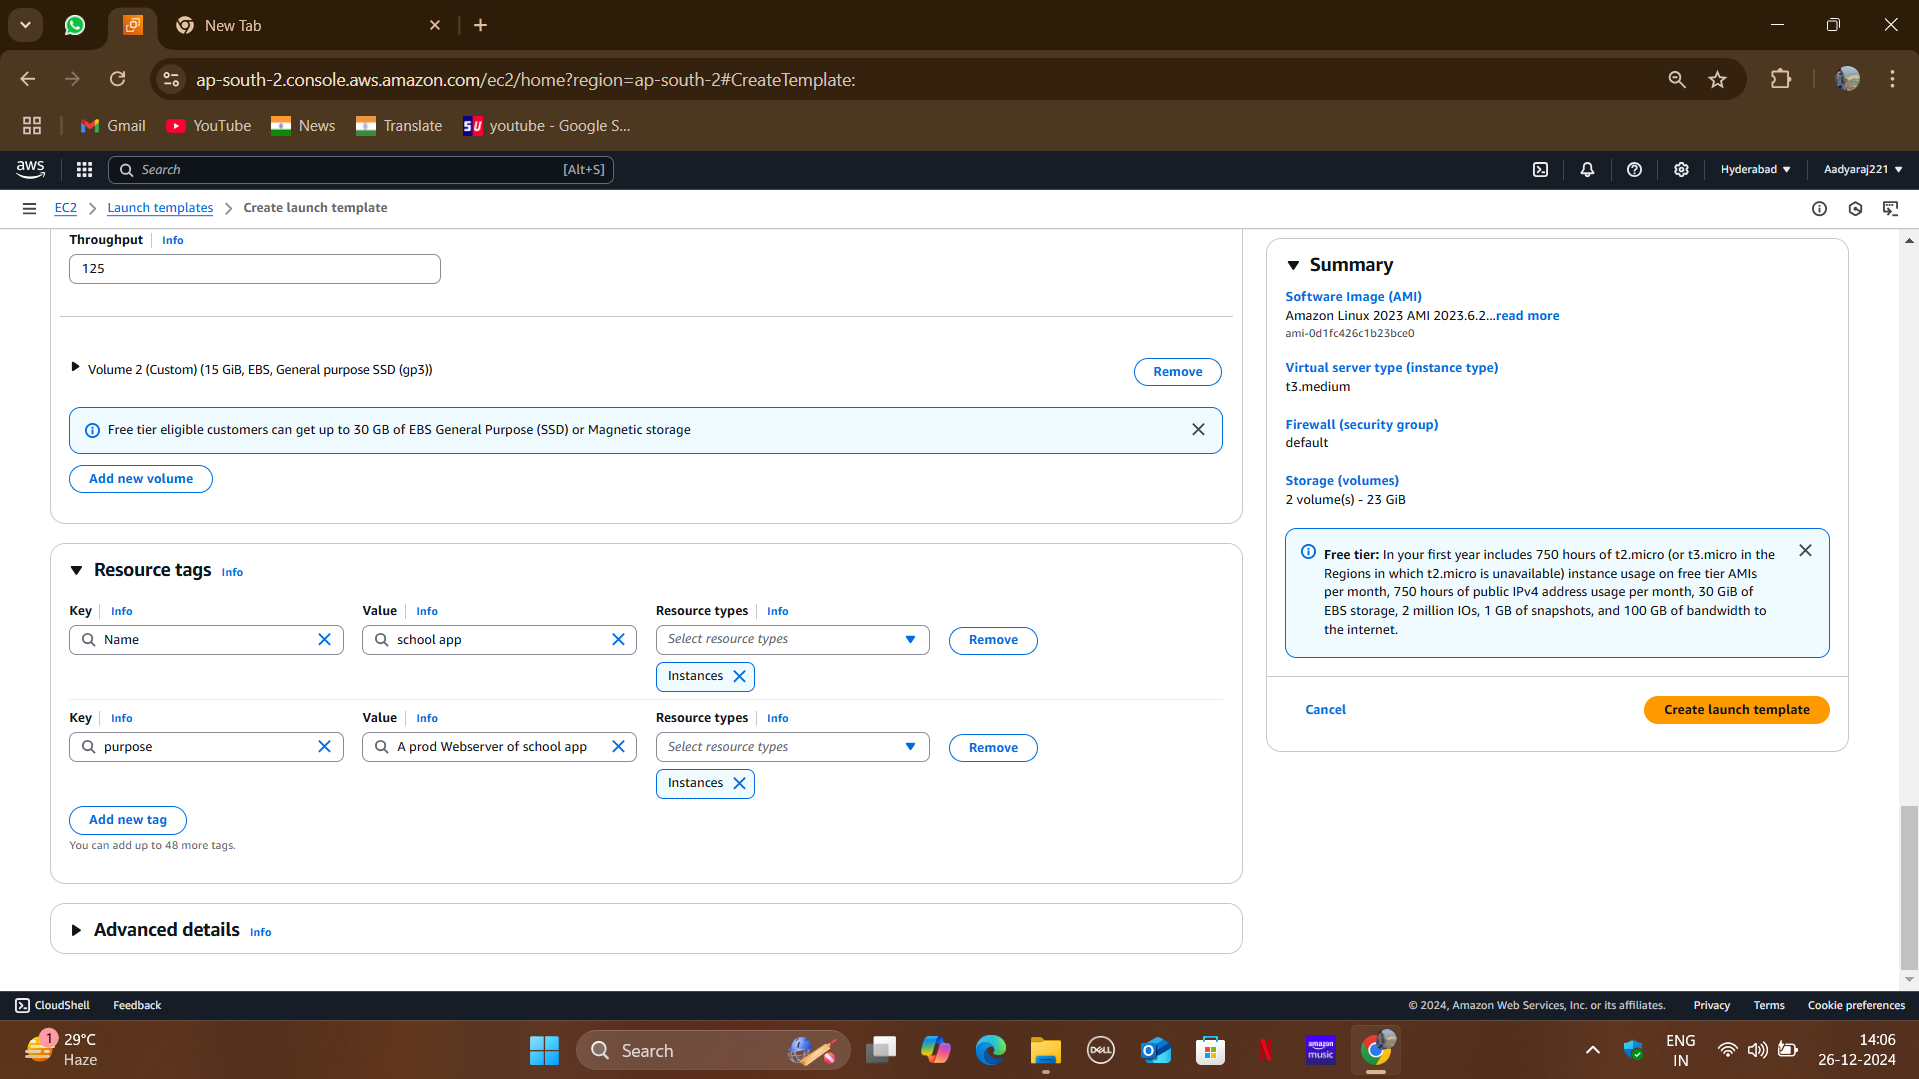 New Tab
ap-south-2.console.aws.amazon.com/ec2/home?region=ap-south-2#CreateTemplate:
Gmail
YouTube
News
Translate
SU
youtube - Google S...
aws
Search
[Alt+S]
Hyderabad
Aadyaraj221
EC2
Launch templates
Create launch template
Throughput
Info
125
Volume 2 (Custom) (15 GiB, EBS, General purpose SSD (gp3))
Remove
Free tier eligible customers can get up to 30 GB of EBS General Purpose (SSD) or Magnetic storage
Add new volume
Resource tags
Info
Key
Info
Value
Info
Resource types
Info
Name
school app
Select resource types
Remove
Instances
Key
Info
Value
Info
Resource types
Info
purpose
A prod Webserver of school app
Select resource types
Remove
Instances
Add new tag
You can add up to 48 more tags.
Advanced details
Info
Summary
Software Image (AMI)
Amazon Linux 2023 AMI 2023.6.2...read more
ami-0d1fc426c1b23bce0
Virtual server type (instance type)
t3.medium
Firewall (security group)
default
Storage (volumes)
2 volume(s) - 23 GiB
Free tier: In your first year includes 750 hours of t2.micro (or t3.micro in the
Regions in which t2.micro is unavailable) instance usage on free tier AMIs
per month, 750 hours of public IPv4 address usage per month, 30 GiB of
EBS storage, 2 million IOs, 1 GB of snapshots, and 100 GB of bandwidth to
the internet.
Cancel
Create launch template
CloudShell
Feedback
© 2024, Amazon Web Services, Inc. or its affiliates.
Privacy
Terms
Cookie preferences
1
29°C
Haze
Search
DELL
amazon
music
ENG
IN
14:06
26-12-2024